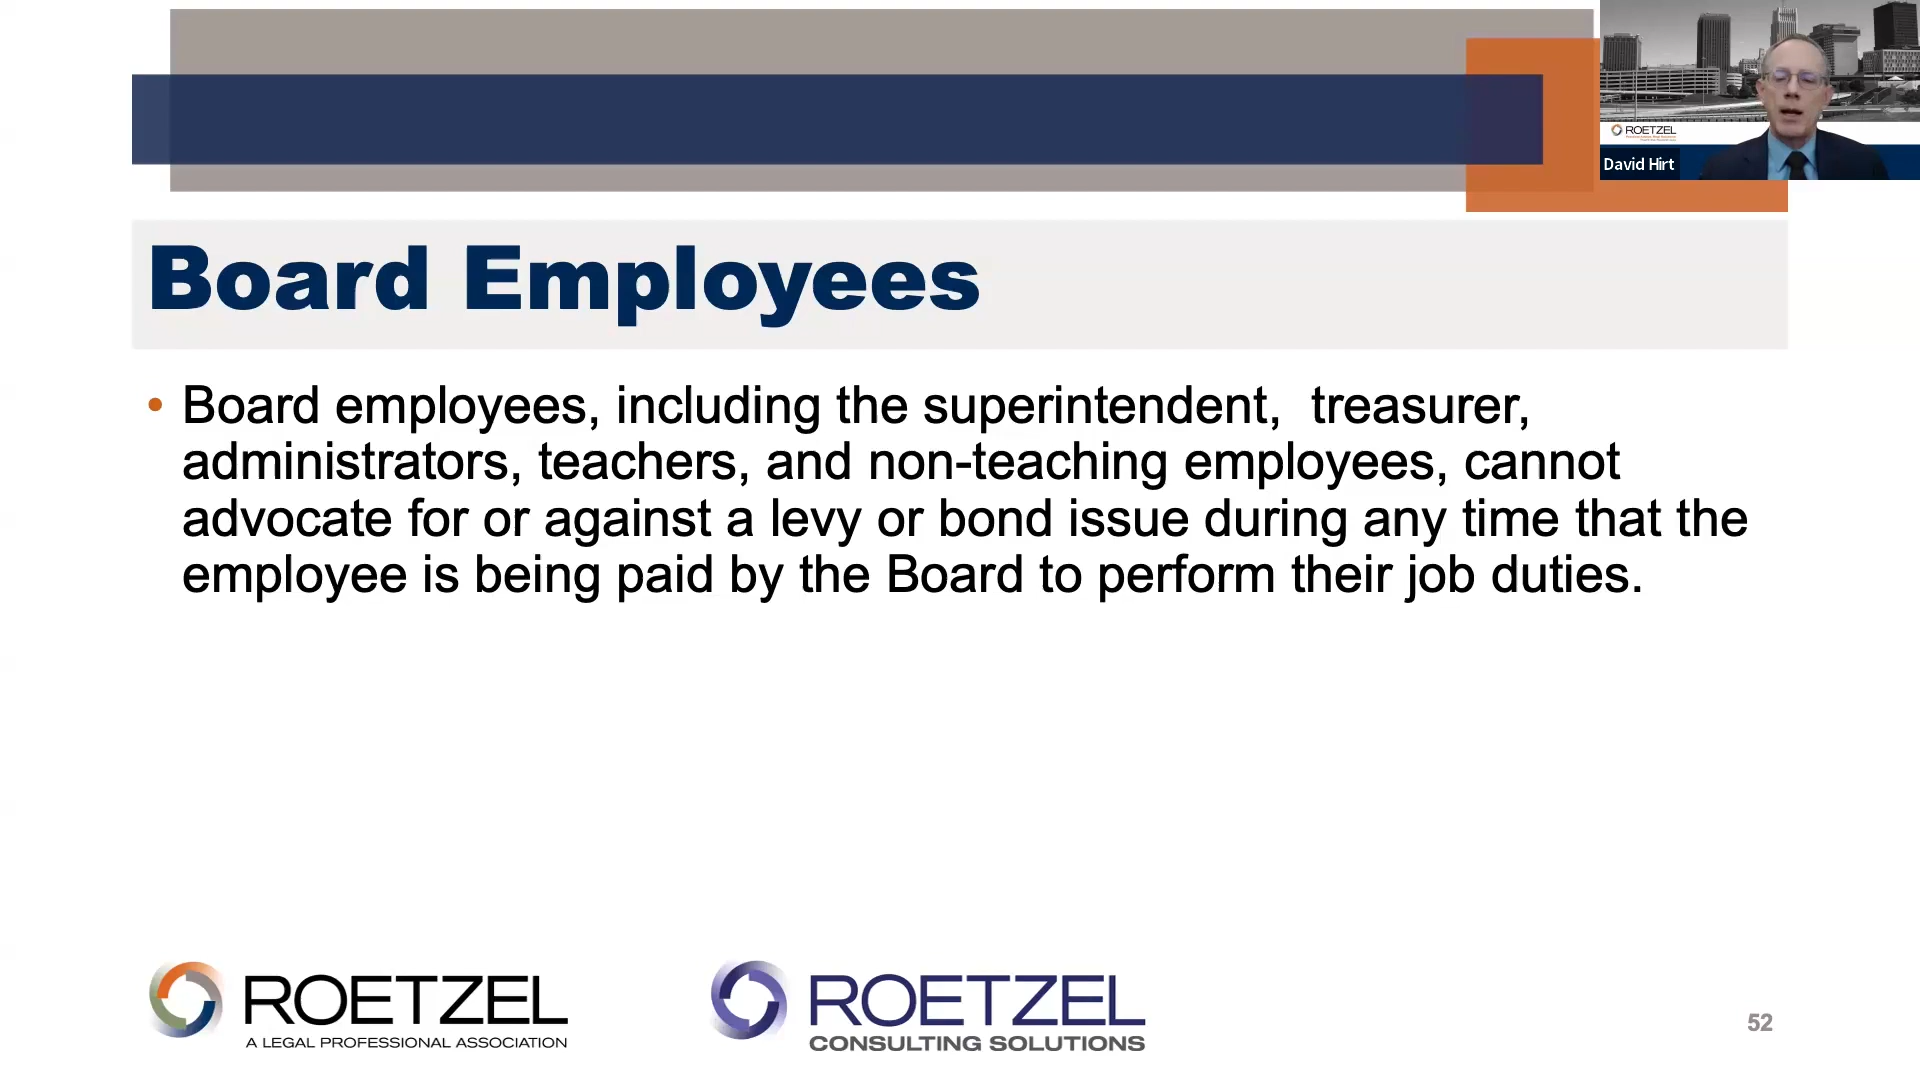 ROETZEL
David Hirt
Board Employees
• Board employees, including the superintendent,  treasurer,
administrators, teachers, and non-teaching employees, cannot
advocate for or against a levy or bond issue during any time that the
employee is being paid by the Board to perform their job duties.
ROETZEL
A LEGAL PROFESSIONAL ASSOCIATION
ROETZEL
CONSULTING SOLUTIONS
52